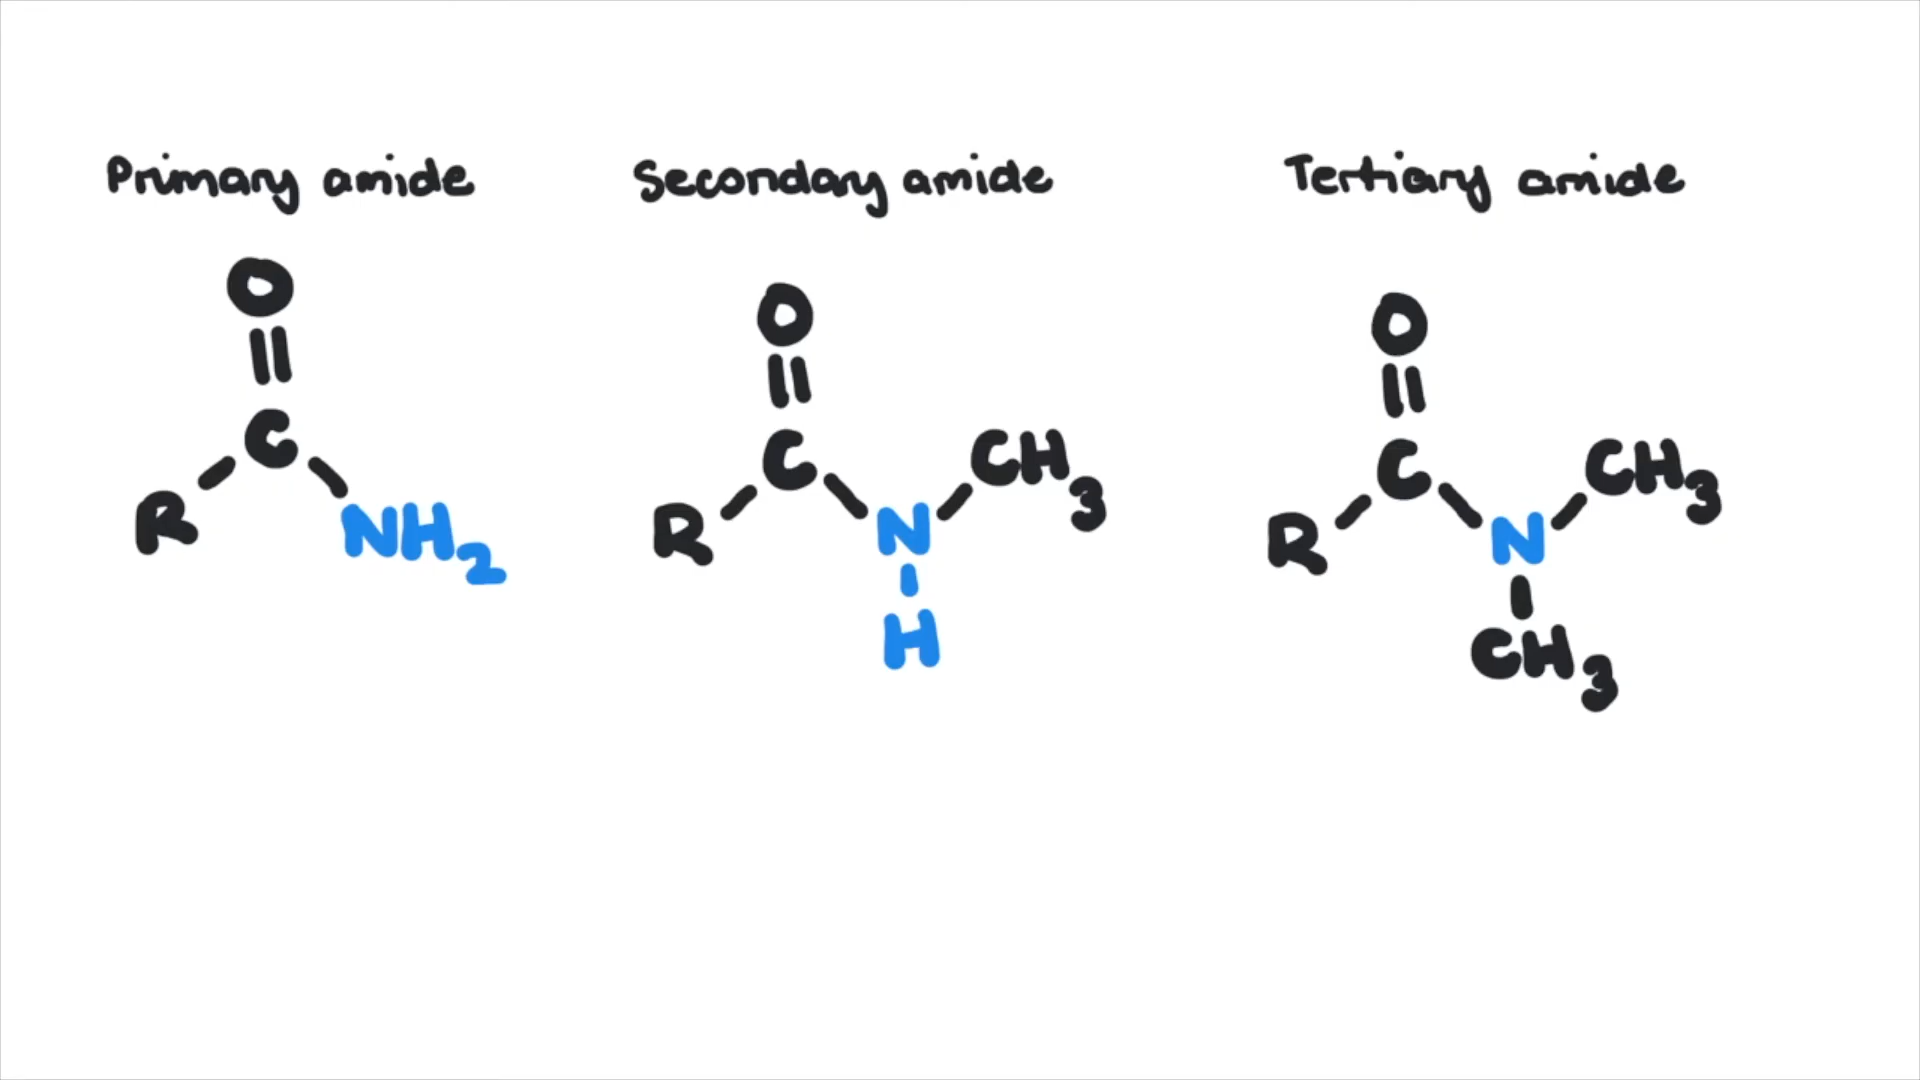 Primary amide
Secondary amide
Tertiary amide
O
C
R
NH2
O
C
R
N
CH3
H
O
C
R
N
CH3
CH3